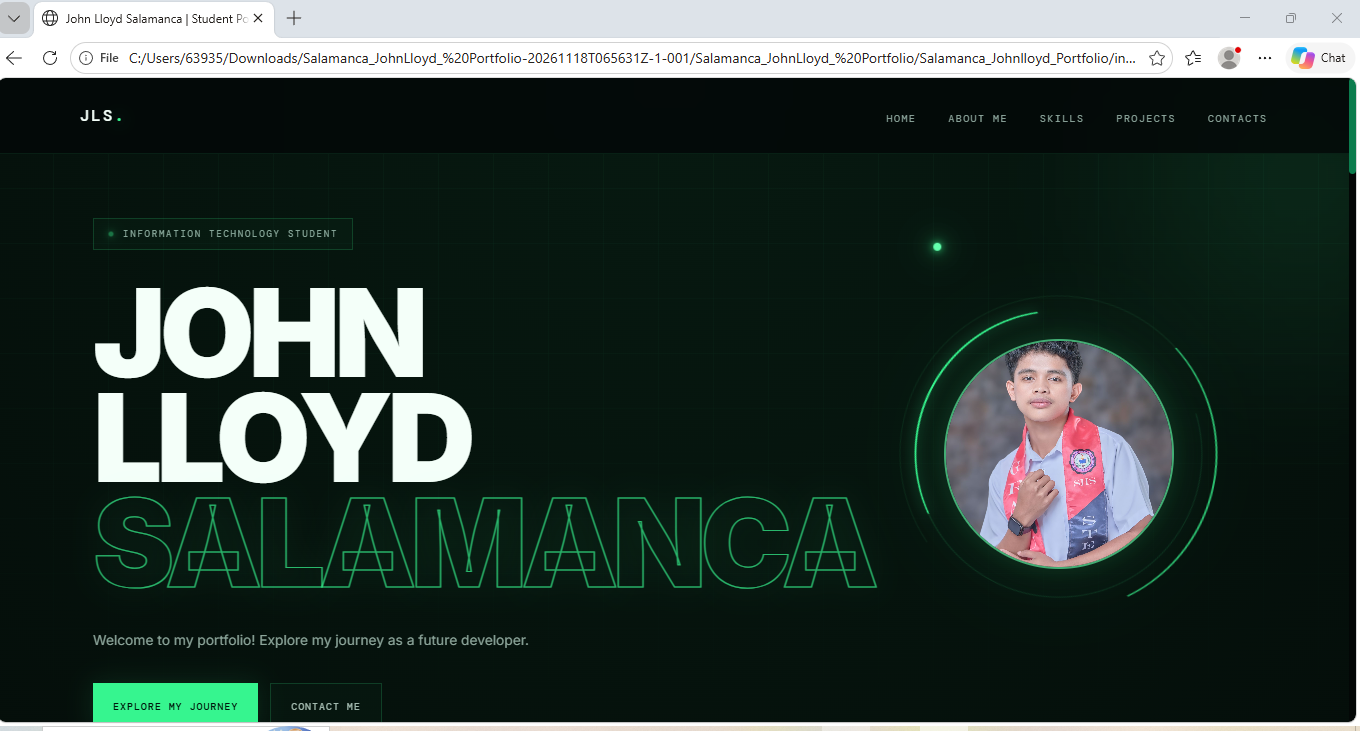 John Lloyd Salamanca | Student Po
File C:/Users/63935/Downloads/Salamanca_JohnLloyd_%20Portfolio-20261118T065631Z-1-001/Salamanca_JohnLloyd_%20Portfolio/Salamanca_Johnlloyd_Portfolio/in... Chat
JLS. HOME ABOUT ME SKILLS PROJECTS CONTACTS
INFORMATION TECHNOLOGY STUDENT
JOHN
LLOYD
SALAMANCA
SHS
Welcome to my portfolio! Explore my journey as a future developer.
EXPLORE MY JOURNEY CONTACT ME